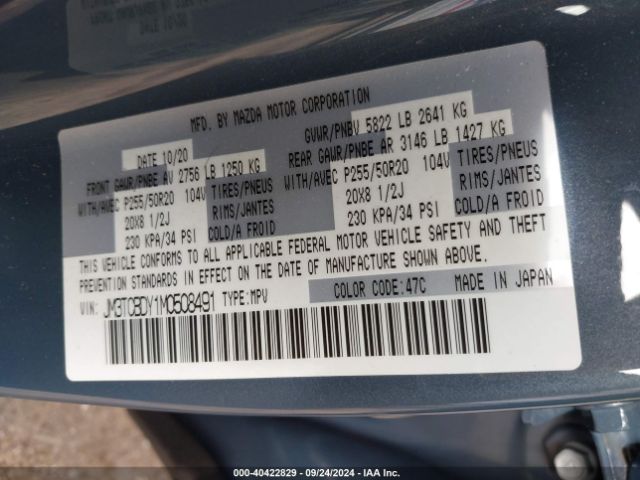 MFD. BY MAZDA MOTOR CORPORATION
DATE 10/20
GVWR/PNBV 5822 LB 2641 KG
FRONT GAWR/PNBE AV 2756 LB 1250 KG
REAR GAWR/PNBE AR 3146 LB 1427 KG
WITH/AVEC P255/50R20 104V TIRES/PNEUS
20X8 1/2J RIMS/JANTES
230 KPA/34 PSI COLD/A FROID
WITH/AVEC P255/50R20 104V TIRES/PNEUS
20X8 1/2J RIMS/JANTES
230 KPA/34 PSI COLD/A FROID
THIS VEHICLE CONFORMS TO ALL APPLICABLE FEDERAL MOTOR VEHICLE SAFETY AND THEFT
PREVENTION STANDARDS IN EFFECT ON THE DATE OF MANUFACTURE SHOWN ABOVE.
VIN: JM3TCBDY1M0508491 TYPE:MPV
COLOR CODE:47C MADE IN JAPAN
000-40422829 - 09/24/2024 - IAA Inc.